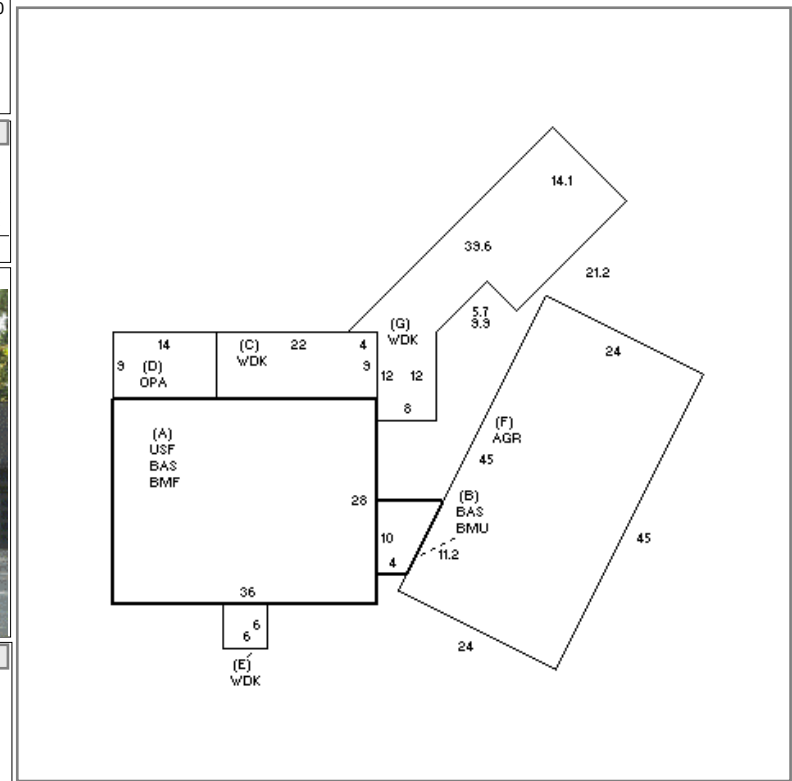 14.1
39.6
21.2
5.7
9.9
(G)
WDK
14
(C)
WDK
22
4
9
(D)
OPA
9
12
12
24
8
(A)
USF
BAS
BMF
(F)
AGR
45
28
(B)
BAS
BMU
10
4
11.2
45
36
6
6
24
(E)
WDK